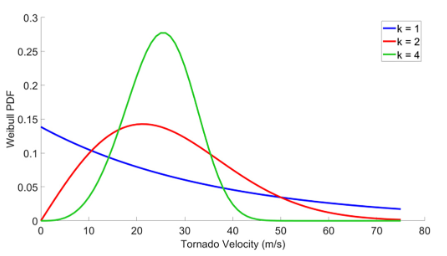 0.3
0.25
0.2
0.15
0.1
0.05
0
Weibull PDF
k = 1
k = 2
k = 4
0 10 20 30 40 50 60 70 80
Tornado Velocity (m/s)